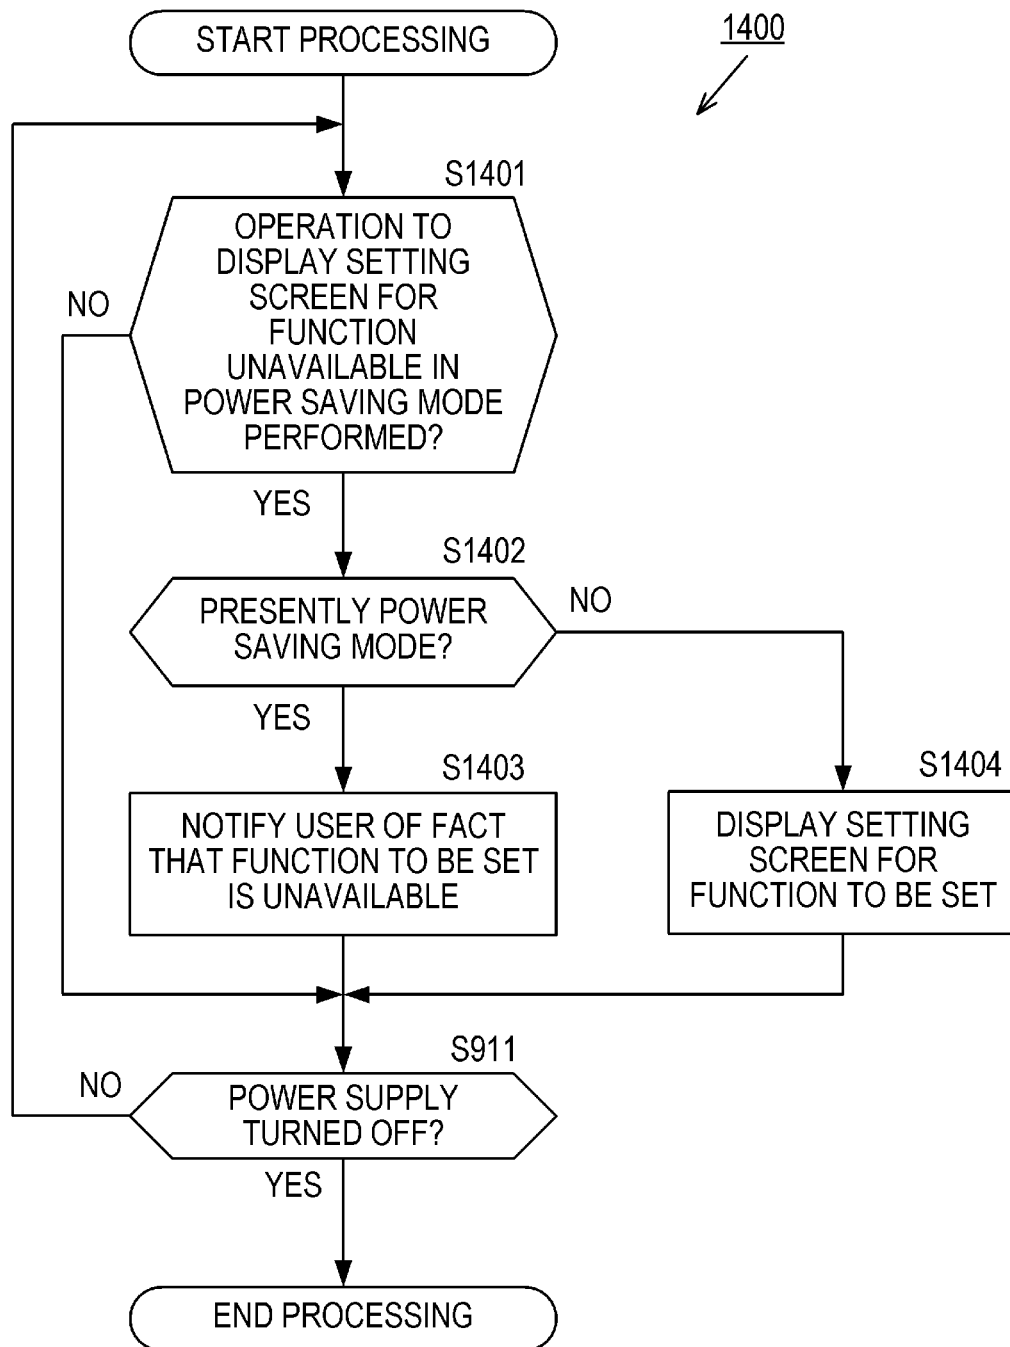 START PROCESSING
1400
S1401
OPERATION TO
DISPLAY SETTING
SCREEN FOR
FUNCTION
UNAVAILABLE IN
POWER SAVING MODE
PERFORMED?
NO
YES
S1402
PRESENTLY POWER
SAVING MODE?
NO
YES
S1403
NOTIFY USER OF FACT
THAT FUNCTION TO BE SET
IS UNAVAILABLE
S1404
DISPLAY SETTING
SCREEN FOR
FUNCTION TO BE SET
S911
NO
POWER SUPPLY
TURNED OFF?
YES
END PROCESSING